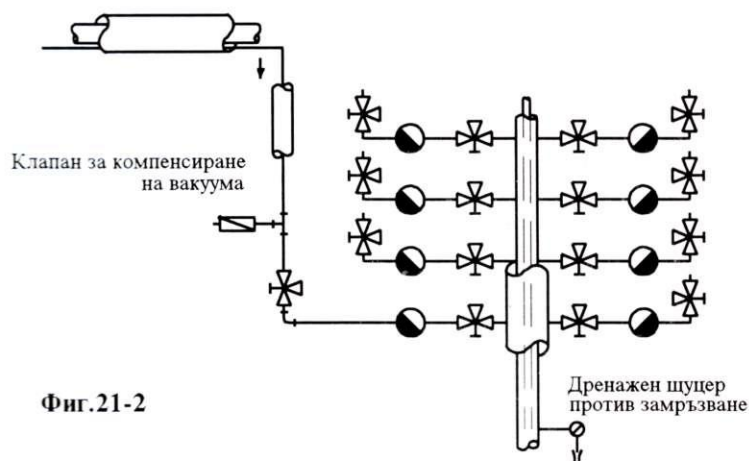 Клапан за компенсиране
на вакуума
Фиг.21-2
Дренажен щуцер
против замръзване